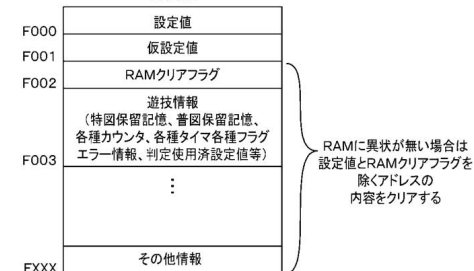 設定値
F000
仮設定値
F001
RAMクリアフラグ
F002
遊技情報
(特図保留記憶、普図保留記憶、
各種カウンタ、各種タイマ各種フラグ
エラー情報、判定使用済設定値等)
F003
⋮
その他情報
FXXX
RAMに異状が無い場合は
設定値とRAMクリアフラグを
除くアドレスの
内容をクリアする